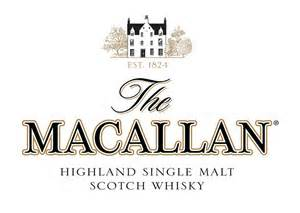 EST. 1824
The
MACALLAN®
HIGHLAND SINGLE MALT
SCOTCH WHISKY